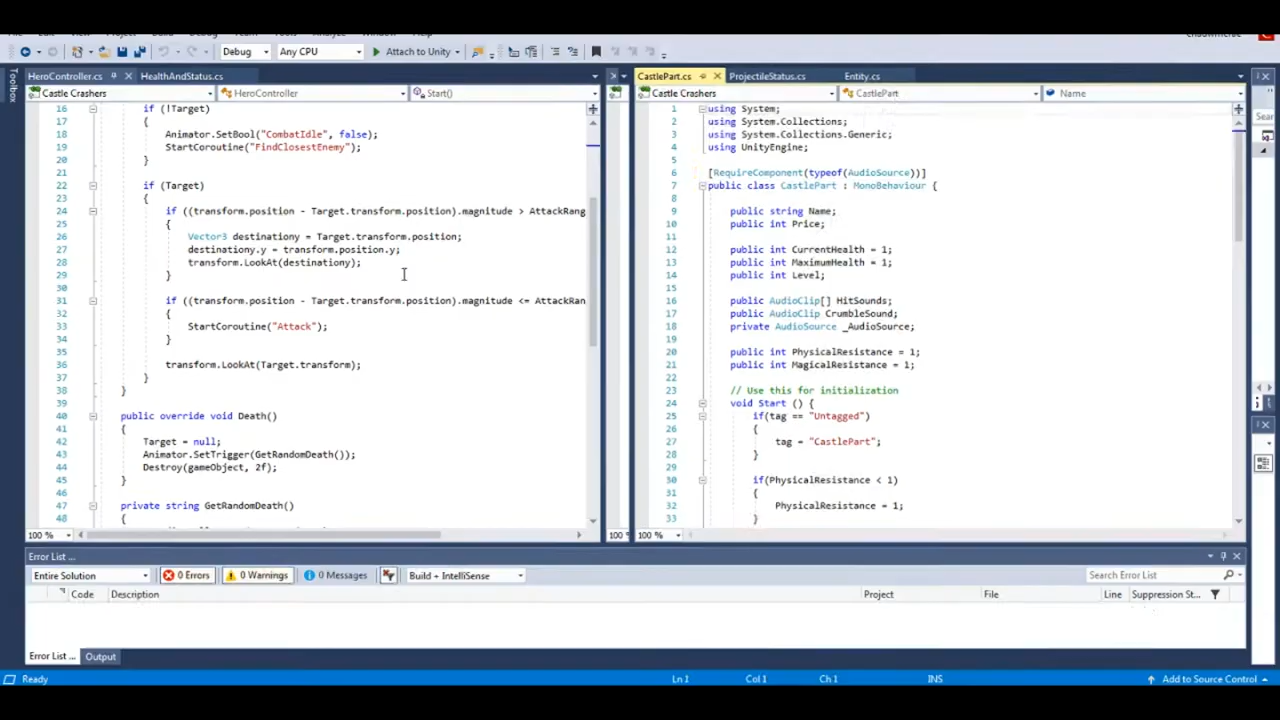 Debug
Any CPU
Attach to Unity
HeroController.cs
HealthAndStatus.cs
Castle Crashers
HeroController
Start()
Toolbox
16 if (!Target)
17 {
18 Animator.SetBool("CombatIdle", false);
19 StartCoroutine("FindClosestEnemy");
20 }
21
22 if (Target)
23 {
24 if ((transform.position - Target.transform.position).magnitude > AttackRang
25 {
26 Vector3 destinationy = Target.transform.position;
27 destinationy.y = transform.position.y;
28 transform.LookAt(destinationy);
29 }
30
31 if ((transform.position - Target.transform.position).magnitude <= AttackRan
32 {
33 StartCoroutine("Attack");
34 }
35
36 transform.LookAt(Target.transform);
37 }
38 }
39
40 public override void Death()
41 {
42 Target = null;
43 Animator.SetTrigger(GetRandomDeath());
44 Destroy(gameObject, 2f);
45 }
46
47 private string GetRandomDeath()
48 {
100 %
100 %
CastlePart.cs
ProjectileStatus.cs
Entity.cs
Castle Crashers
CastlePart
Name
1 using System;
2 using System.Collections;
3 using System.Collections.Generic;
4 using UnityEngine;
5
6 [RequireComponent(typeof(AudioSource))]
7 public class CastlePart : MonoBehaviour {
8
9 public string Name;
10 public int Price;
11
12 public int CurrentHealth = 1;
13 public int MaximumHealth = 1;
14 public int Level;
15
16 public AudioClip[] HitSounds;
17 public AudioClip CrumbleSound;
18 private AudioSource _AudioSource;
19
20 public int PhysicalResistance = 1;
21 public int MagicalResistance = 1;
22
23 // Use this for initialization
24 void Start () {
25 if(tag == "Untagged")
26 {
27 tag = "CastlePart";
28 }
29
30 if(PhysicalResistance < 1)
31 {
32 PhysicalResistance = 1;
33 }
100 %
Sear
Error List ...
Entire Solution
0 Errors
0 Warnings
0 Messages
Build + IntelliSense
Search Error List
Code
Description
Project
File
Line
Suppression St...
Error List ...
Output
Ready
Ln 1
Col 1
Ch 1
INS
Add to Source Control